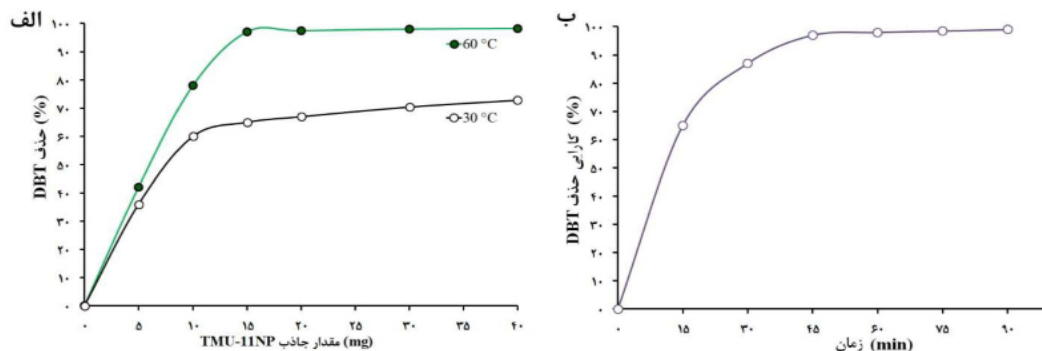 الف
حذف DBT (%)
۱۰۰
۹۰
۸۰
۷۰
۶۰
۵۰
۴۰
۳۰
۲۰
۱۰
۰
60 °C
30 °C
۰ ۵ ۱۰ ۱۵ ۲۰ ۲۵ ۳۰ ۳۵ ۴۰
مقدار جاذب TMU-11NP (mg)
ب
کارایی حذف DBT (%)
۱۰۰
۹۰
۸۰
۷۰
۶۰
۵۰
۴۰
۳۰
۲۰
۱۰
۰
۰ ۱۵ ۳۰ ۴۵ ۶۰ ۷۵ ۹۰
زمان (min)